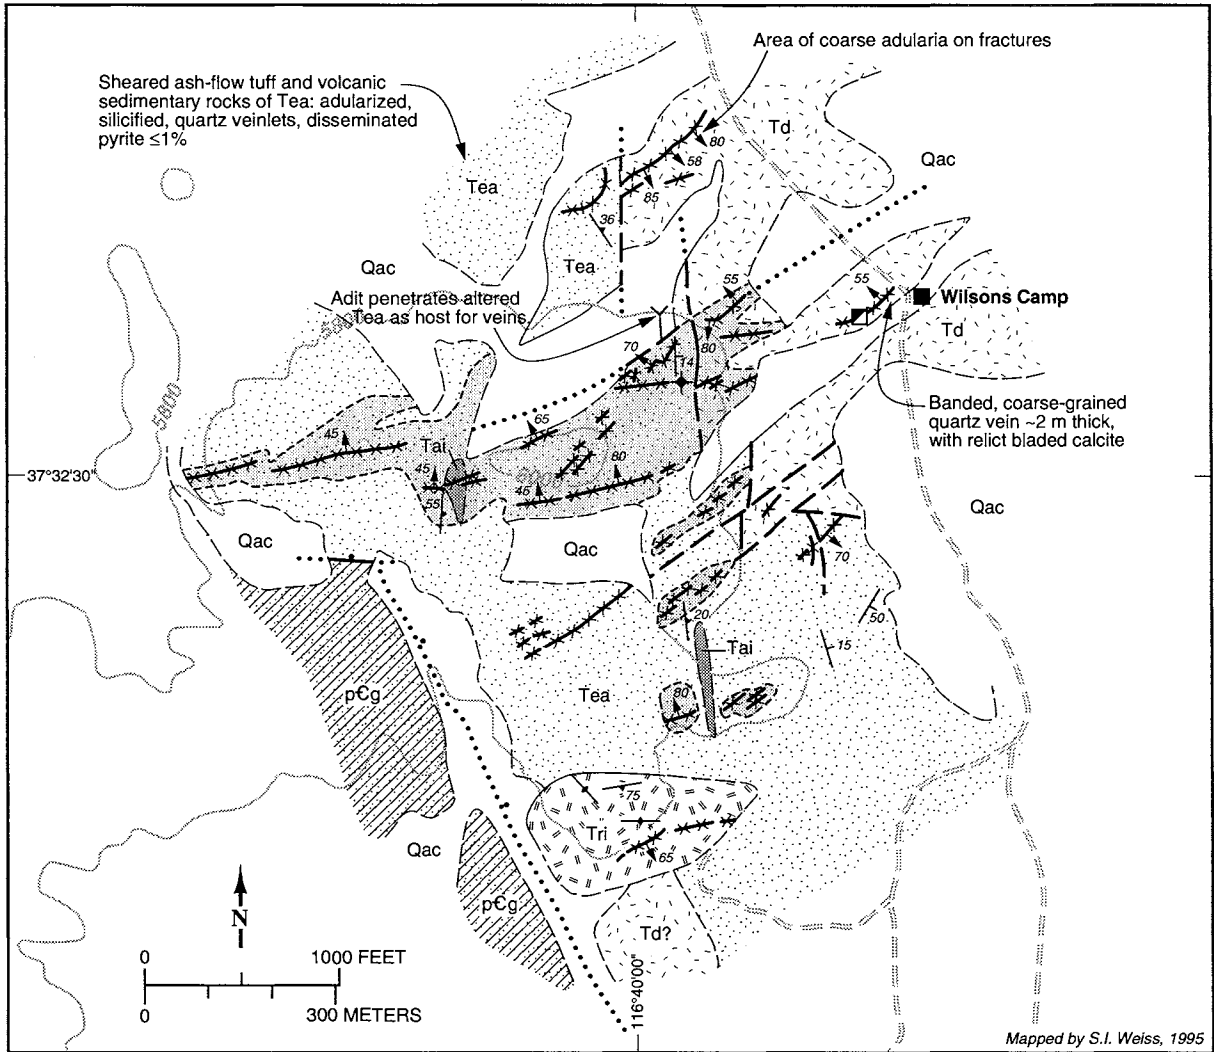 Area of coarse adularia on fractures
Sheared ash-flow tuff and volcanic
sedimentary rocks of Tea: adularized,
silicified, quartz veinlets, disseminated
pyrite ≤1%
Td
80
58
Qac
Tea
85
36
Tea
Qac
55
55
Adit penetrates altered
Tea as host for veins
Wilsons Camp
Td
70
80
14
5800
Banded, coarse-grained
quartz vein ~2 m thick,
with relict bladed calcite
65
45
Tai
80
45
45
37°32'30"
55
Qac
Qac
Qac
70
20
50
Tai
15
pЄg
Tea
80
75
Tri
65
Qac
pЄg
Td?
N
0
1000 FEET
0
300 METERS
116°40'00"
Mapped by S.I. Weiss, 1995